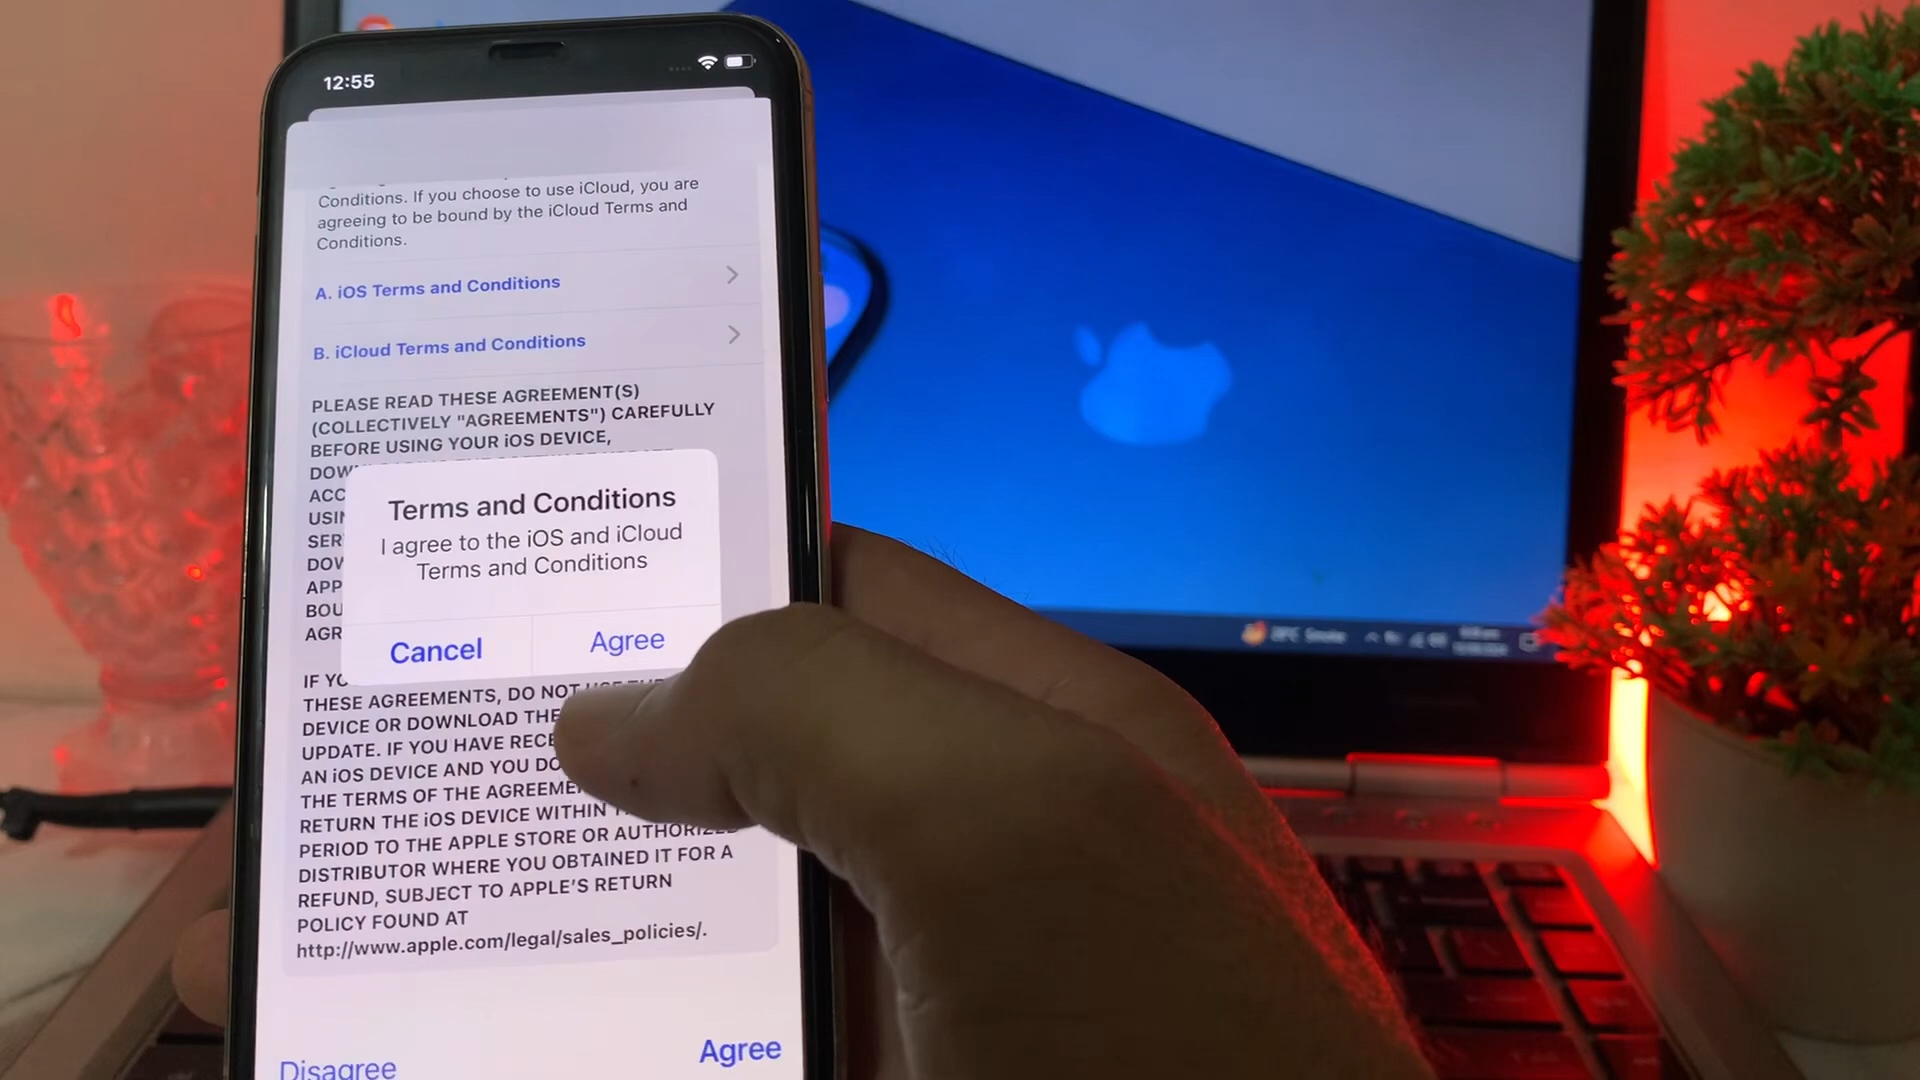 12:55
Conditions. If you choose to use iCloud, you are
agreeing to be bound by the iCloud Terms and
Conditions.
A. iOS Terms and Conditions
B. iCloud Terms and Conditions
PLEASE READ THESE AGREEMENT(S)
(COLLECTIVELY "AGREEMENTS") CAREFULLY
BEFORE USING YOUR iOS DEVICE,
DOW
ACC
USIN
SER
DOW
APP
BOU
AGR
Terms and Conditions
I agree to the iOS and iCloud
Terms and Conditions
Cancel
Agree
IF YO
THESE AGREEMENTS, DO NOT USE THE
DEVICE OR DOWNLOAD THE
UPDATE. IF YOU HAVE RECE
AN iOS DEVICE AND YOU DO
THE TERMS OF THE AGREEME
RETURN THE iOS DEVICE WITHIN
PERIOD TO THE APPLE STORE OR AUTHORIZED
DISTRIBUTOR WHERE YOU OBTAINED IT FOR A
REFUND, SUBJECT TO APPLE'S RETURN
POLICY FOUND AT
http://www.apple.com/legal/sales_policies/.
Disagree
Agree
Smoke